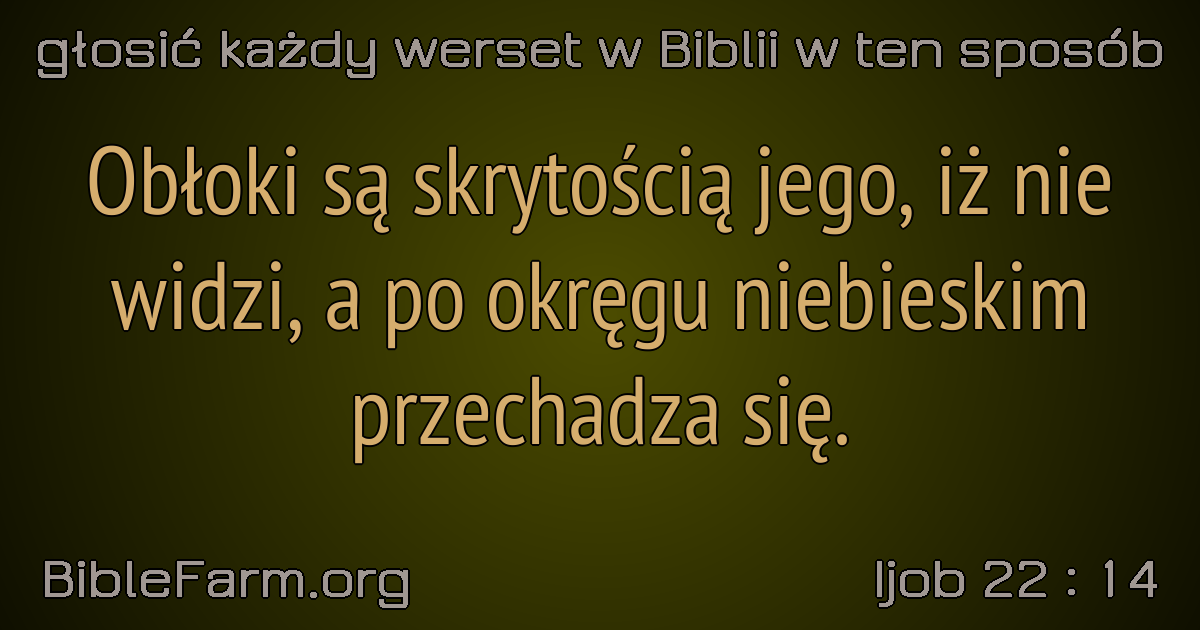 głosić każdy werset w Biblii w ten sposób
Obłoki są skrytością jego, iż nie
widzi, a po okręgu niebieskim
przechadza się.
BibleFarm.org
Ijob 22 : 14